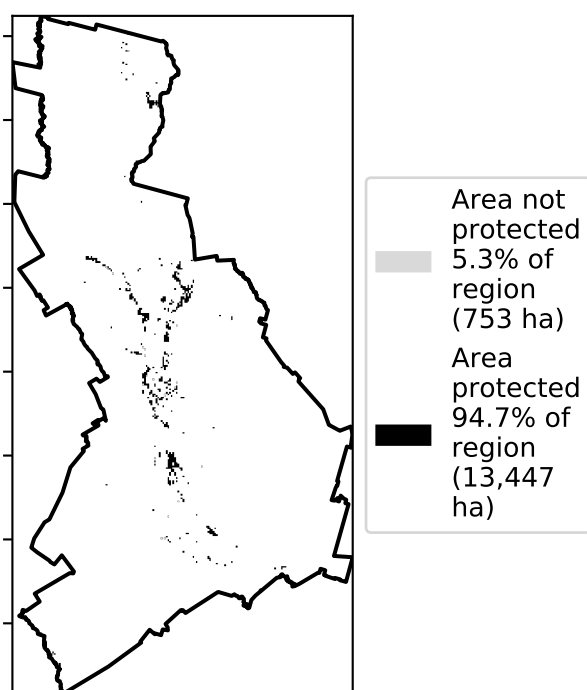 Area not
protected
5.3% of
region
(753 ha)
Area
protected
94.7% of
region
(13,447
ha)